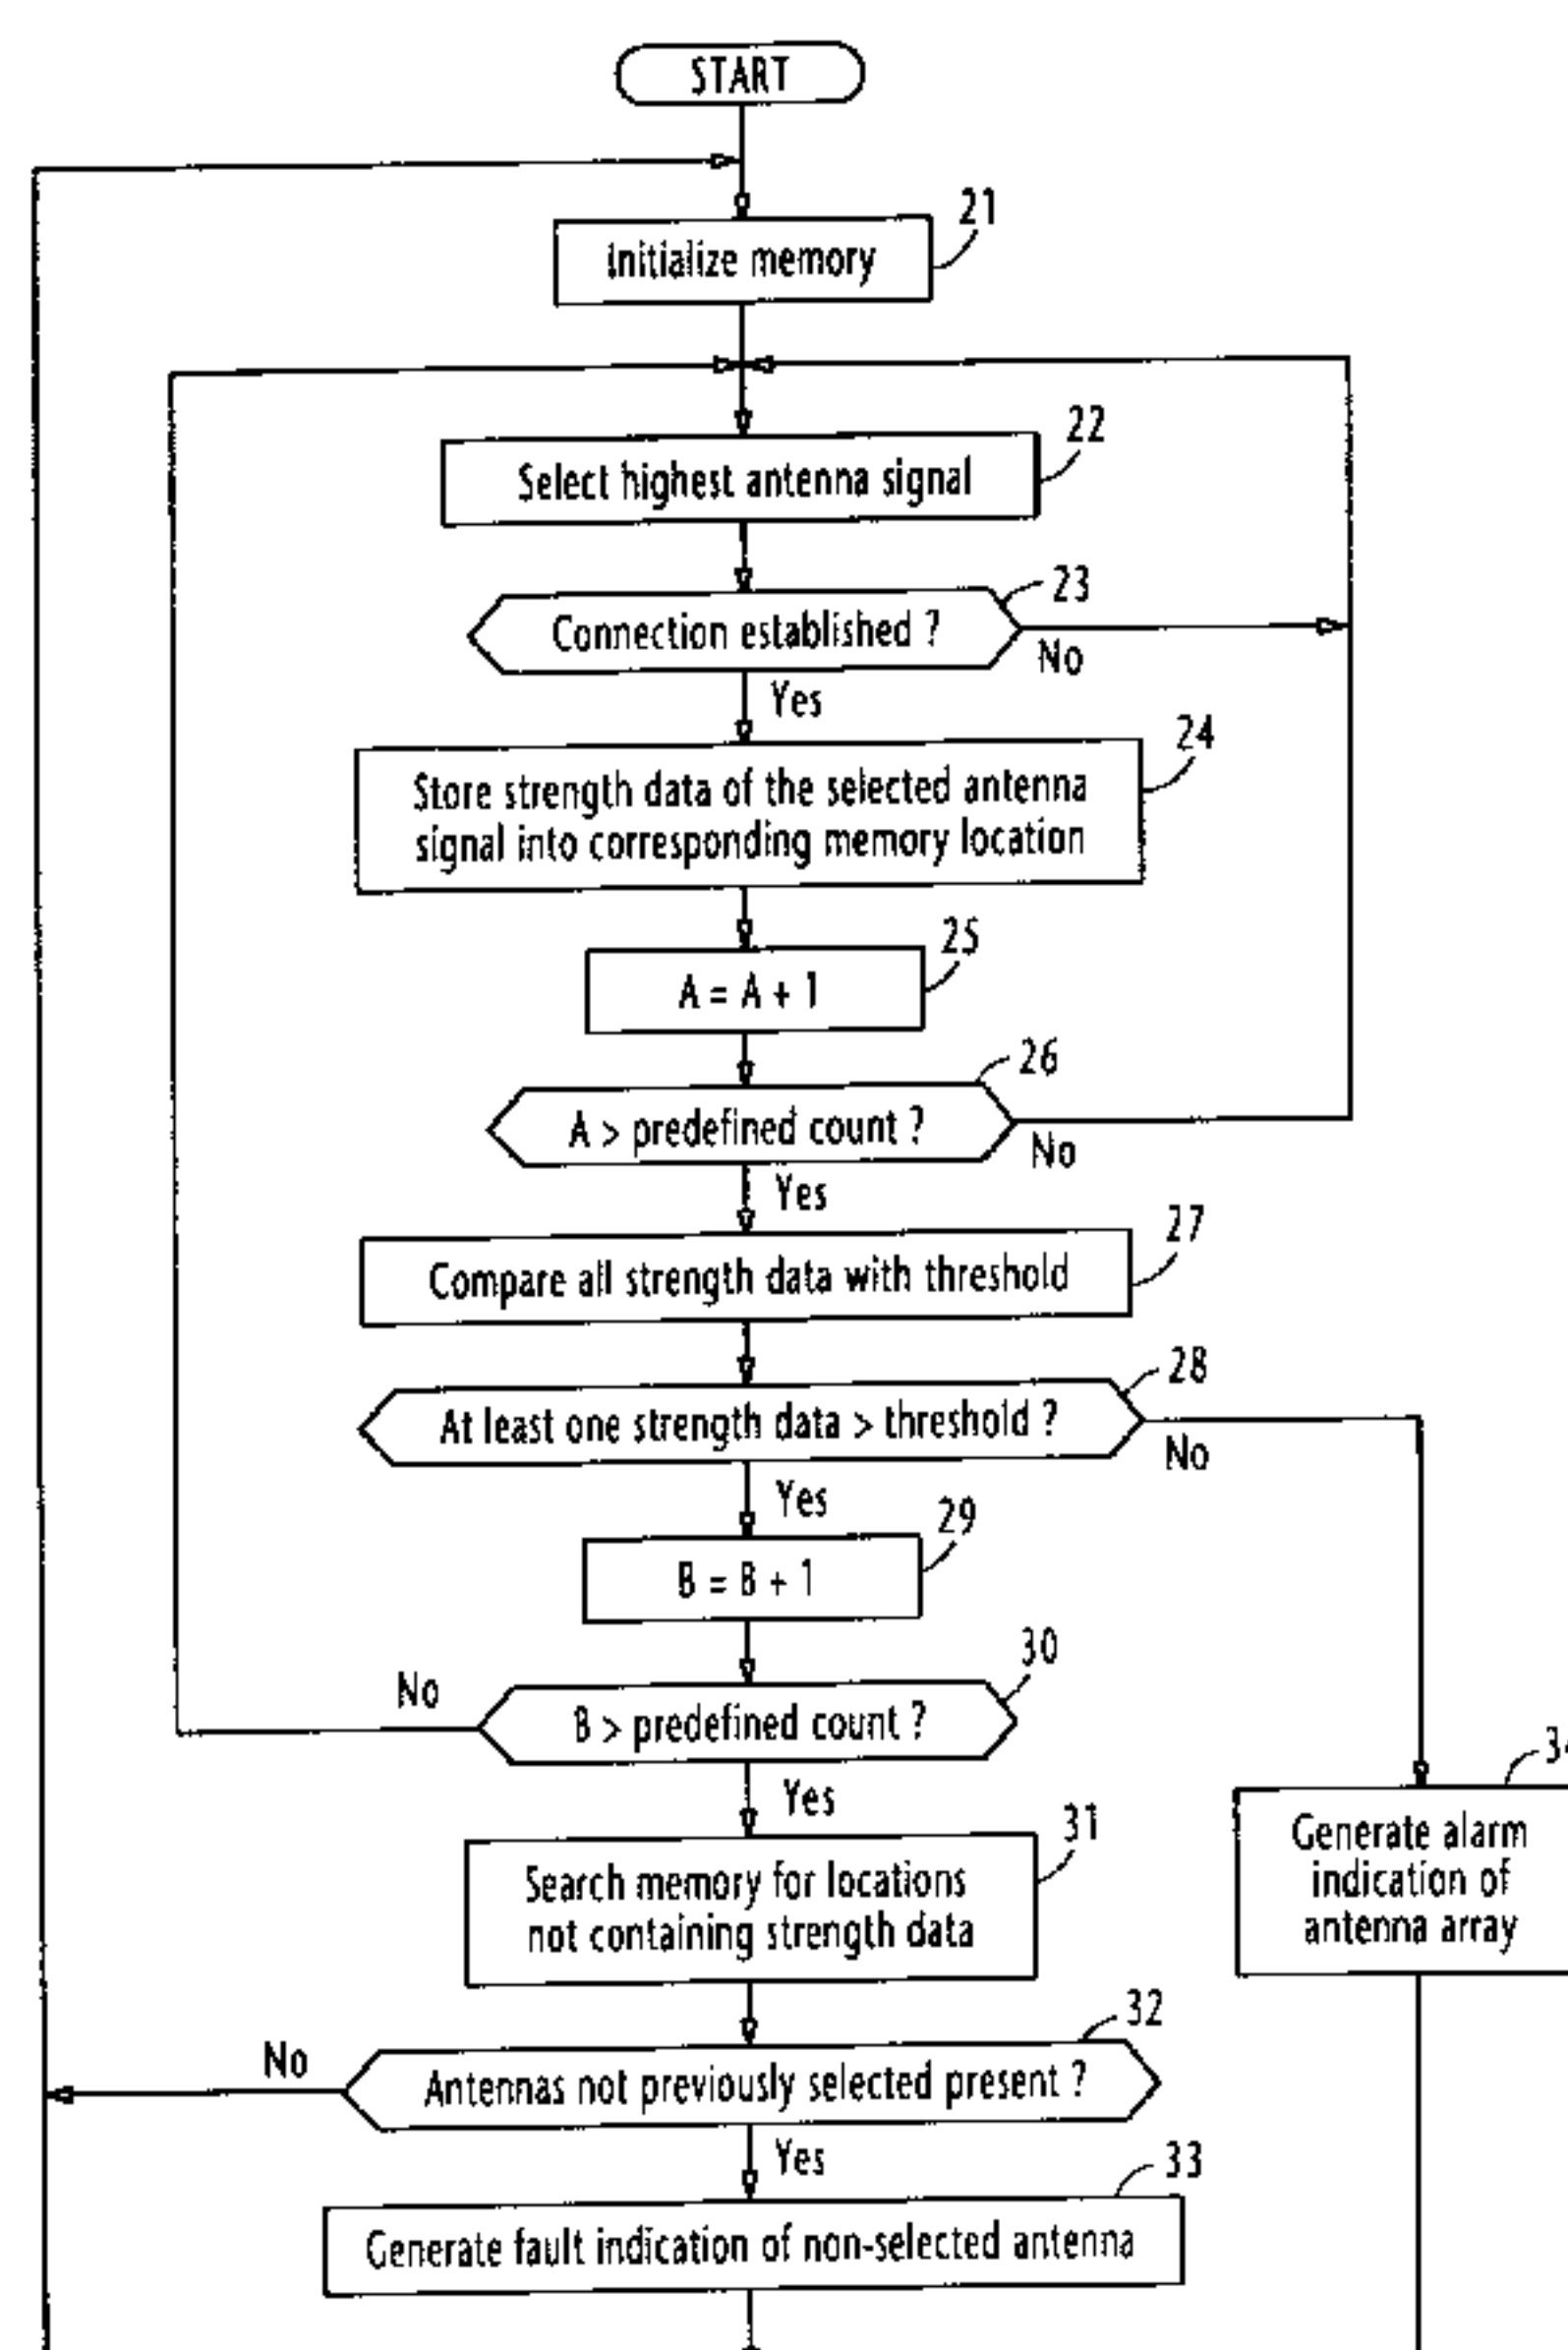 START
21
Initialize memory
22
Select highest antenna signal
23
Connection established ?
No
Yes
24
Store strength data of the selected antenna
signal into corresponding memory location
25
A = A + 1
26
A > predefined count ?
No
Yes
27
Compare all strength data with threshold
28
At least one strength data > threshold ?
No
Yes
29
B = B + 1
30
No
B > predefined count ?
Yes
31
Search memory for locations
not containing strength data
Generate alarm
indication of
antenna array
32
No
Antennas not previously selected present ?
Yes
33
Generate fault indication of non-selected antenna